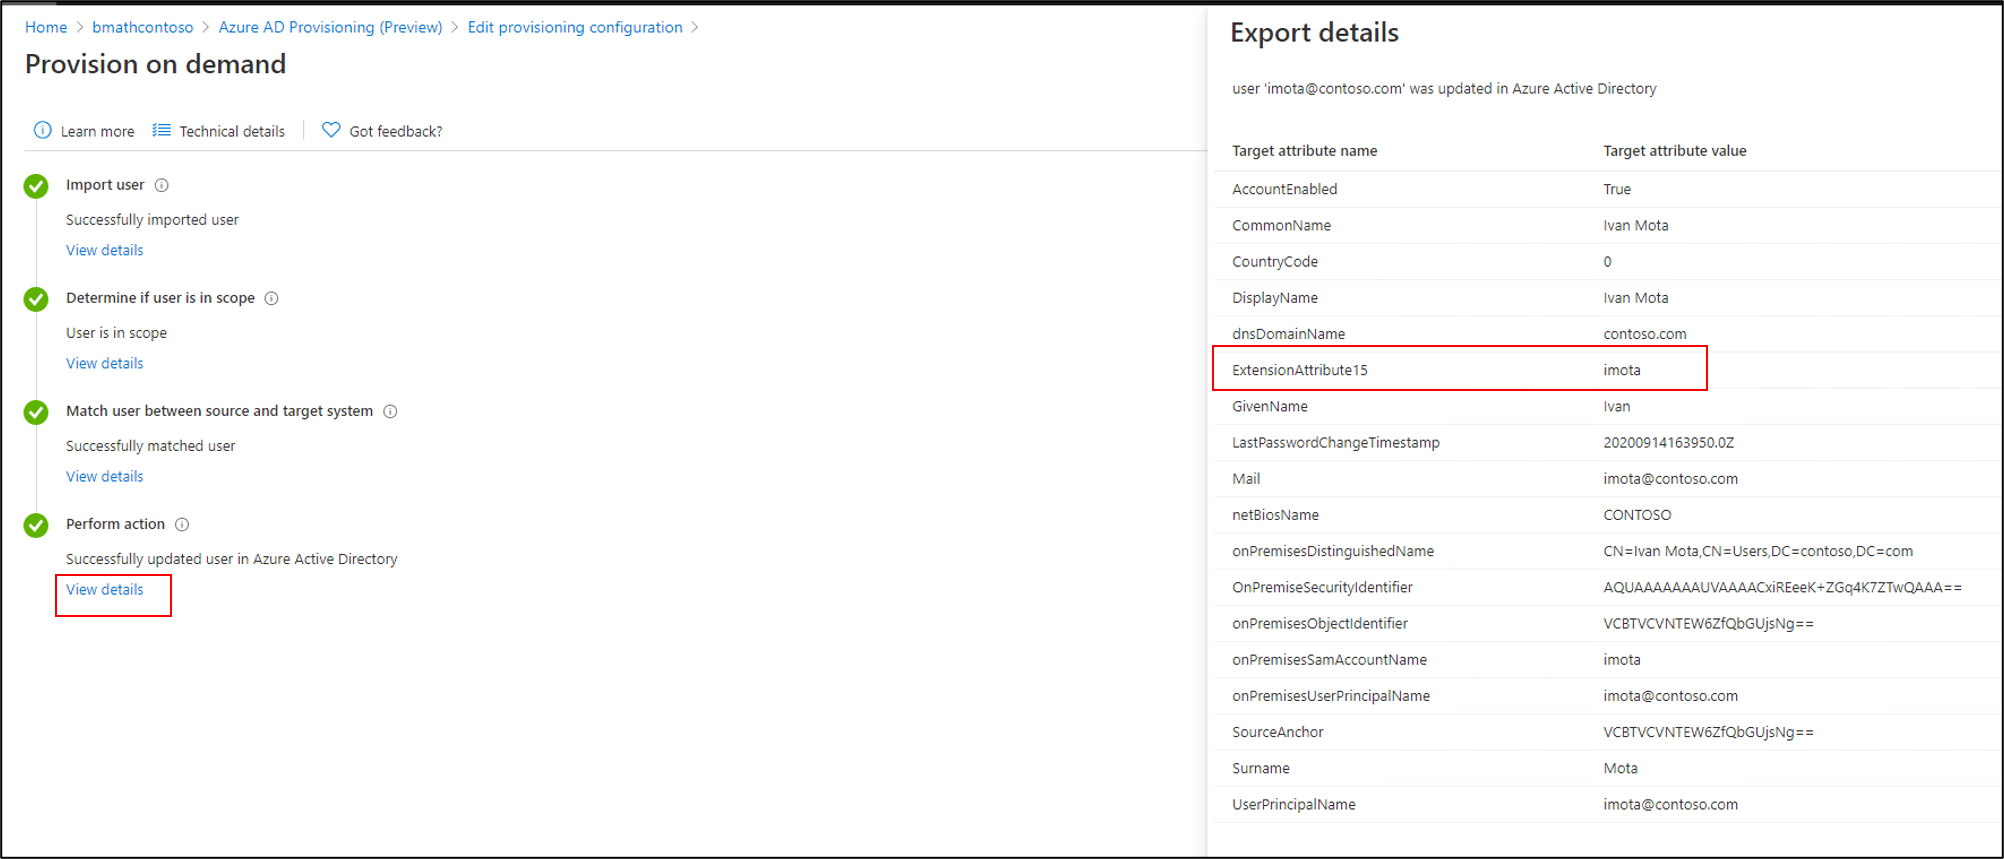 Home > bmathcontoso > Azure AD Provisioning (Preview) > Edit provisioning configuration >
Provision on demand
Learn more Technical details Got feedback?
Import user
Successfully imported user
View details
Determine if user is in scope
User is in scope
View details
Match user between source and target system
Successfully matched user
View details
Perform action
Successfully updated user in Azure Active Directory
View details
Export details
user 'imota@contoso.com' was updated in Azure Active Directory
Target attribute name Target attribute value
AccountEnabled True
CommonName Ivan Mota
CountryCode 0
DisplayName Ivan Mota
dnsDomainName contoso.com
ExtensionAttribute15 imota
GivenName Ivan
LastPasswordChangeTimestamp 20200914163950.0Z
Mail imota@contoso.com
netBiosName CONTOSO
onPremisesDistinguishedName CN=Ivan Mota,CN=Users,DC=contoso,DC=com
OnPremiseSecurityIdentifier AQUAAAAAAAUVAAAACxiREeeK+ZGq4K7ZTwQAAA==
onPremisesObjectIdentifier VCBTVCVNTEW6ZfQbGUjsNg==
onPremisesSamAccountName imota
onPremisesUserPrincipalName imota@contoso.com
SourceAnchor VCBTVCVNTEW6ZfQbGUjsNg==
Surname Mota
UserPrincipalName imota@contoso.com